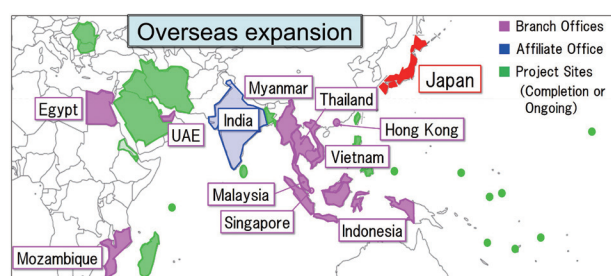 Overseas expansion
Branch Offices
Affiliate Office
Project Sites
(Completion or
Ongoing)
Japan
Myanmar
Thailand
Egypt
India
Hong Kong
UAE
Vietnam
Malaysia
Singapore
Indonesia
Mozambique